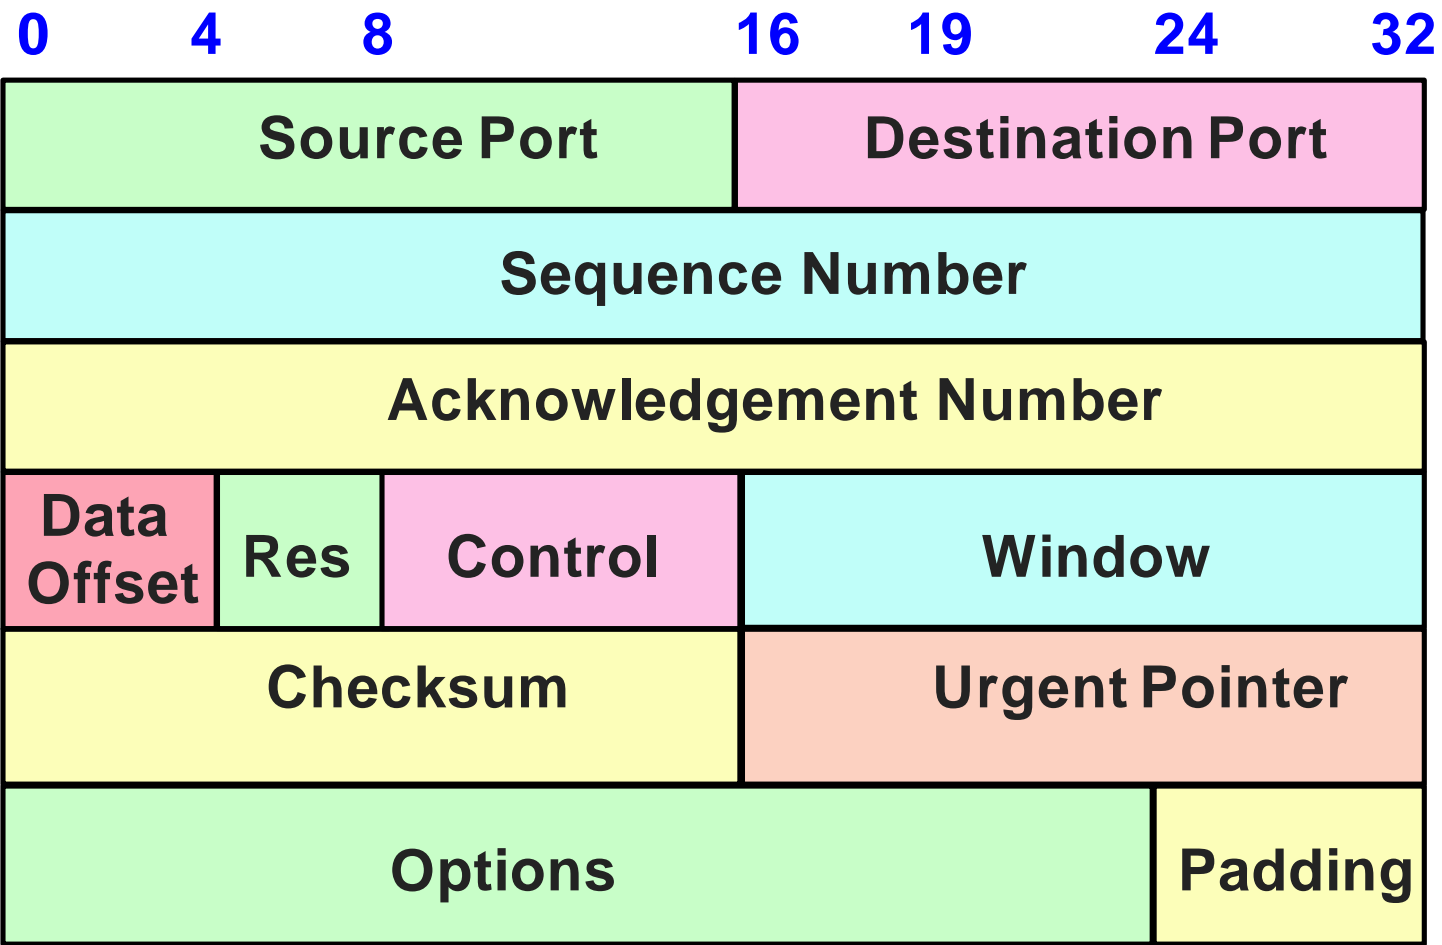 0 4 8 16 19 24 32
Source Port Destination Port
Sequence Number
Acknowledgement Number
Data
Offset
Res Control Window
Checksum Urgent Pointer
Options Padding